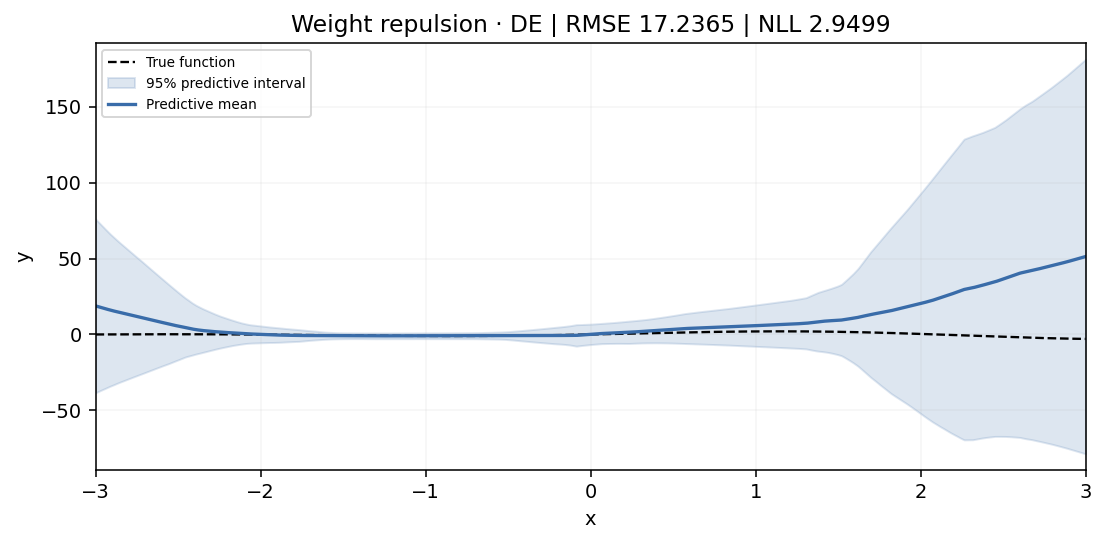 Weight repulsion · DE | RMSE 17.2365 | NLL 2.9499
True function
95% predictive interval
Predictive mean
150
100
50
0
−50
y
−3
−2
−1
0
1
2
3
x